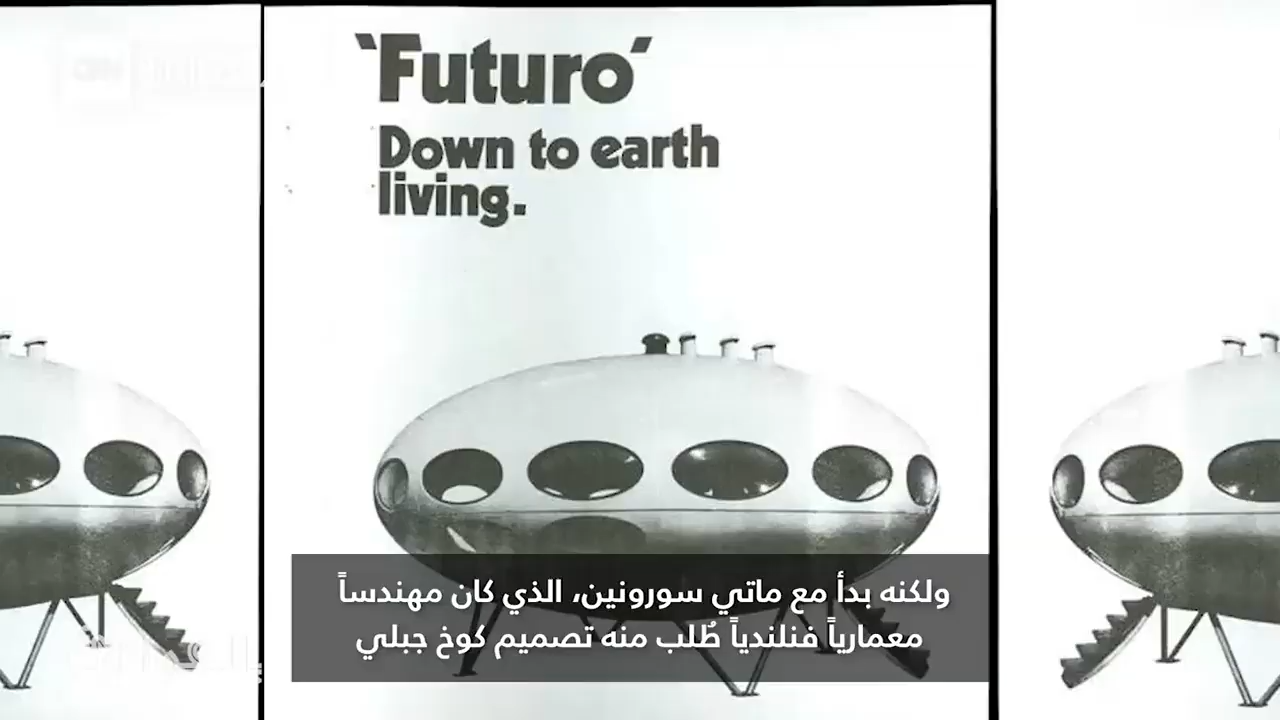 ‵Futuro′
Down to earth
living.
ولكنه بدأ مع ماتي سورونين، الذي كان مهندساً
معمارياً فنلندياً طُلب منه تصميم كوخ جبلي